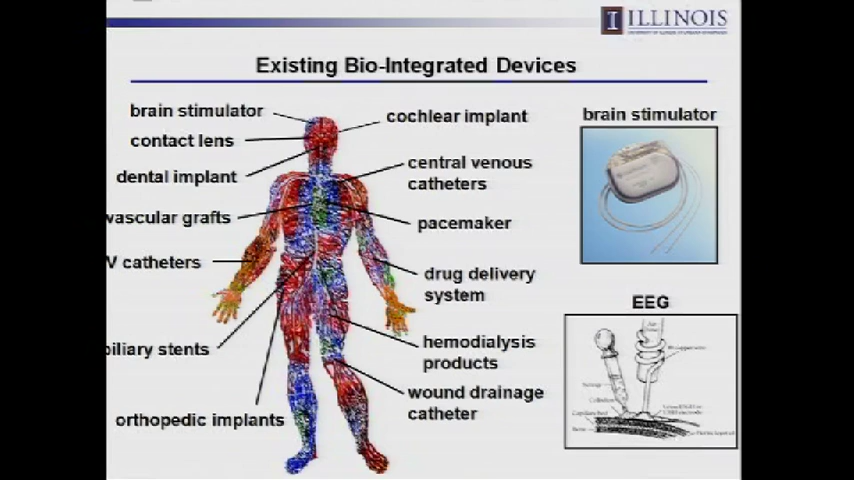 ILLINOIS
Existing Bio-Integrated Devices
brain stimulator
contact lens
dental implant
vascular grafts
V catheters
biliary stents
orthopedic implants
cochlear implant
central venous
catheters
pacemaker
drug delivery
system
hemodialysis
products
wound drainage
catheter
brain stimulator
EEG